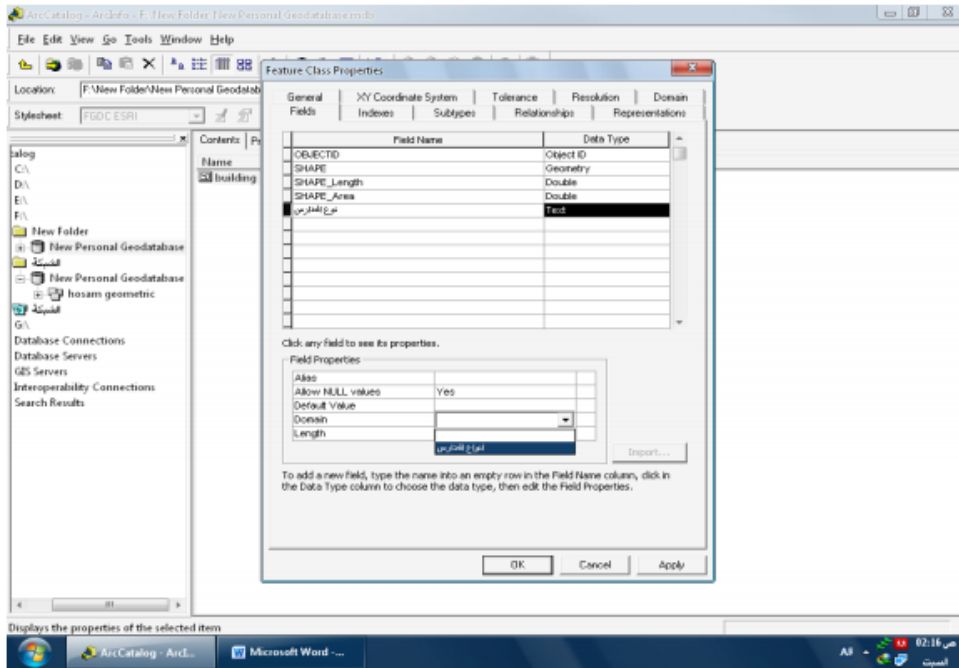 ArcCatalog - ArcInfo - F:\New Folder\New Personal Geodatabase.mdb
File Edit View Go Tools Window Help
Location: F:\New Folder\New Personal Geodatab
Stylesheet: FGDC ESRI
Contents
Name
building
talog
C:\
D:\
E:\
F:\
New Folder
New Personal Geodatabase
الشبكة
New Personal Geodatabase
hosam geometric
الشبكة
G:\
Database Connections
Database Servers
GIS Servers
Interoperability Connections
Search Results
Feature Class Properties
General XY Coordinate System Tolerance Resolution Domain
Fields Indexes Subtypes Relationships Representations
Field Name Data Type
OBJECTID Object ID
SHAPE Geometry
SHAPE_Length Double
SHAPE_Area Double
نوع المدارس Text
Click any field to see its properties.
Field Properties
Alias
Allow NULL values Yes
Default Value
Domain
Length
انواع المدارس
Import...
To add a new field, type the name into an empty row in the Field Name column, click in
the Data Type column to choose the data type, then edit the Field Properties.
OK Cancel Apply
Displays the properties of the selected item
ArcCatalog - ArcI... Microsoft Word -...
02:16 ص
السبت